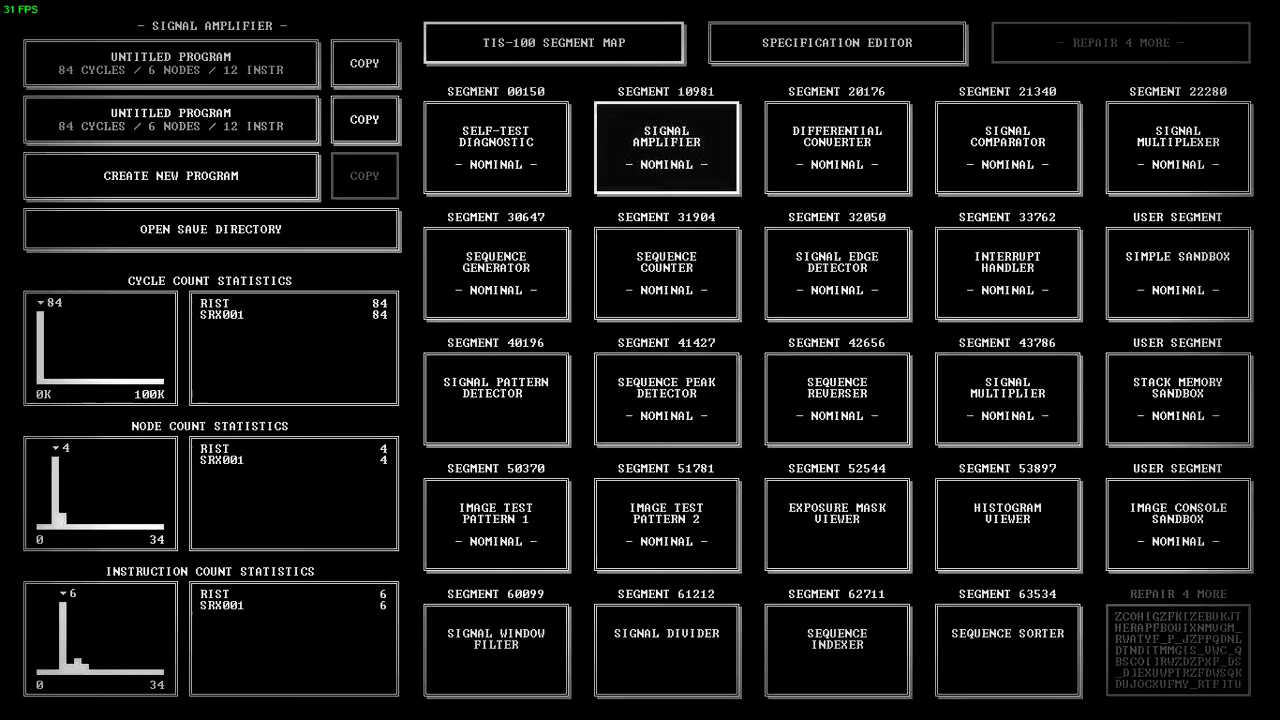 31 FPS
- SIGNAL AMPLIFIER -
UNTITLED PROGRAM
84 CYCLES / 6 NODES / 12 INSTR
COPY
UNTITLED PROGRAM
84 CYCLES / 6 NODES / 12 INSTR
COPY
CREATE NEW PROGRAM
COPY
OPEN SAVE DIRECTORY
CYCLE COUNT STATISTICS
84
0K 100K
RIST 84
SRX001 84
NODE COUNT STATISTICS
4
0 34
RIST 4
SRX001 4
INSTRUCTION COUNT STATISTICS
6
0 34
RIST 6
SRX001 6
TIS-100 SEGMENT MAP
SPECIFICATION EDITOR
- REPAIR 4 MORE -
SEGMENT 00150
SELF-TEST
DIAGNOSTIC
- NOMINAL -
SEGMENT 10981
SIGNAL
AMPLIFIER
- NOMINAL -
SEGMENT 20176
DIFFERENTIAL
CONVERTER
- NOMINAL -
SEGMENT 21340
SIGNAL
COMPARATOR
- NOMINAL -
SEGMENT 22280
SIGNAL
MULTIPLEXER
- NOMINAL -
SEGMENT 30647
SEQUENCE
GENERATOR
- NOMINAL -
SEGMENT 31904
SEQUENCE
COUNTER
- NOMINAL -
SEGMENT 32050
SIGNAL EDGE
DETECTOR
- NOMINAL -
SEGMENT 33762
INTERRUPT
HANDLER
- NOMINAL -
USER SEGMENT
SIMPLE SANDBOX
- NOMINAL -
SEGMENT 40196
SIGNAL PATTERN
DETECTOR
SEGMENT 41427
SEQUENCE PEAK
DETECTOR
- NOMINAL -
SEGMENT 42656
SEQUENCE
REVERSER
- NOMINAL -
SEGMENT 43786
SIGNAL
MULTIPLIER
- NOMINAL -
USER SEGMENT
STACK MEMORY
SANDBOX
- NOMINAL -
SEGMENT 50370
IMAGE TEST
PATTERN 1
- NOMINAL -
SEGMENT 51781
IMAGE TEST
PATTERN 2
- NOMINAL -
SEGMENT 52544
EXPOSURE MASK
VIEWER
SEGMENT 53897
HISTOGRAM
VIEWER
USER SEGMENT
IMAGE CONSOLE
SANDBOX
- NOMINAL -
SEGMENT 60099
SIGNAL WINDOW
FILTER
SEGMENT 61212
SIGNAL DIVIDER
SEGMENT 62711
SEQUENCE
INDEXER
SEGMENT 63534
SEQUENCE SORTER
REPAIR 4 MORE